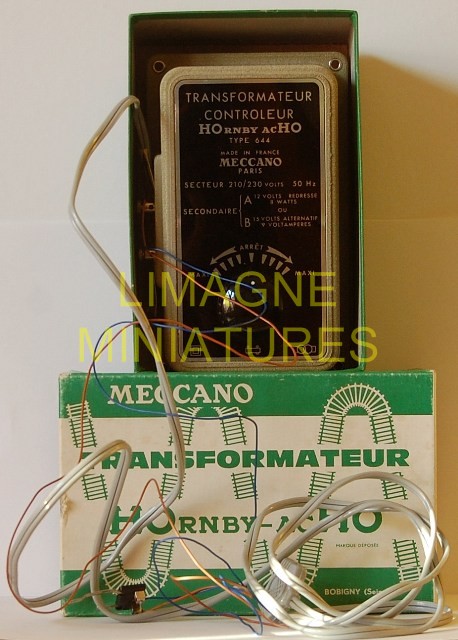 TRANSFORMATEUR
CONTROLEUR
HORNBY ACHO
TYPE 644
MADE IN FRANCE
MECCANO
PARIS
SECTEUR 210/230 VOLTS 50 HZ
SECONDAIRE
A 12 VOLTS REDRESSE
8 WATTS
OU
B 15 VOLTS ALTERNATIF
9 VOLTAMPERES
ARRÊT
MAXI
LIMAGNE
MINIATURES
MECCANO
TRANSFORMATEUR
HORNBY-ACHO
MARQUE DÉPOSÉE
BOBIGNY